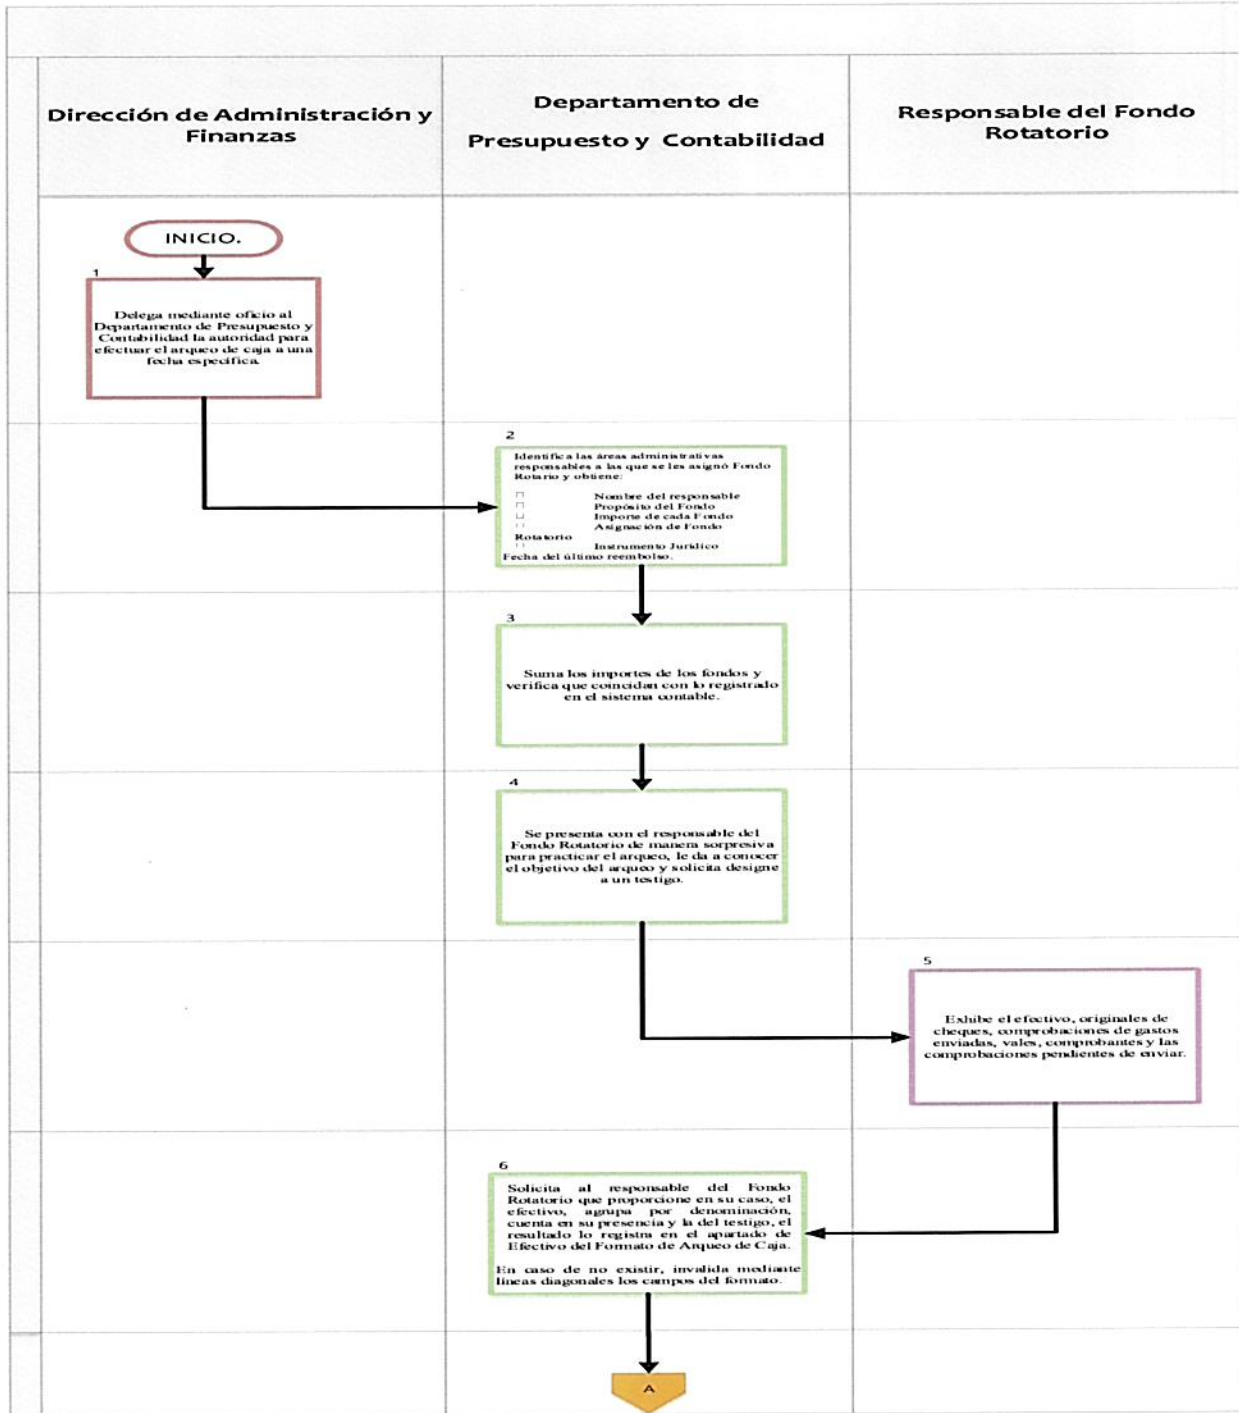 Dirección de Administración y
Finanzas
Departamento de
Presupuesto y Contabilidad
Responsable del Fondo
Rotatorio
INICIO.
1
Delega mediante oficio al
Departamento de Presupuesto y
Contabilidad la autoridad para
efectuar el arqueo de caja a una
fecha específica.
2
Identifica las áreas administrativas
responsables a las que se les asignó Fondo
Rotario y obtiene:
Nombre del responsable
Propósito del Fondo
Importe de cada Fondo
Asignación de Fondo
Rotatorio
Instrumento Jurídico
Fecha del último reembolso.
3
Suma los importes de los fondos y
verifica que coincidan con lo registrado
en el sistema contable.
4
Se presenta con el responsable del
Fondo Rotatorio de manera sorpresiva
para practicar el arqueo, le da a conocer
el objetivo del arqueo y solicita designe
a un testigo.
5
Exhibe el efectivo, originales de
cheques, comprobaciones de gastos
enviadas, vales, comprobantes y las
comprobaciones pendientes de enviar.
6
Solicita al responsable del Fondo
Rotatorio que proporcione en su caso, el
efectivo, agrupa por denominación,
cuenta en su presencia y la del testigo, el
resultado lo registra en el apartado de
Efectivo del Formato de Arqueo de Caja.
En caso de no existir, invalida mediante
líneas diagonales los campos del formato.
A